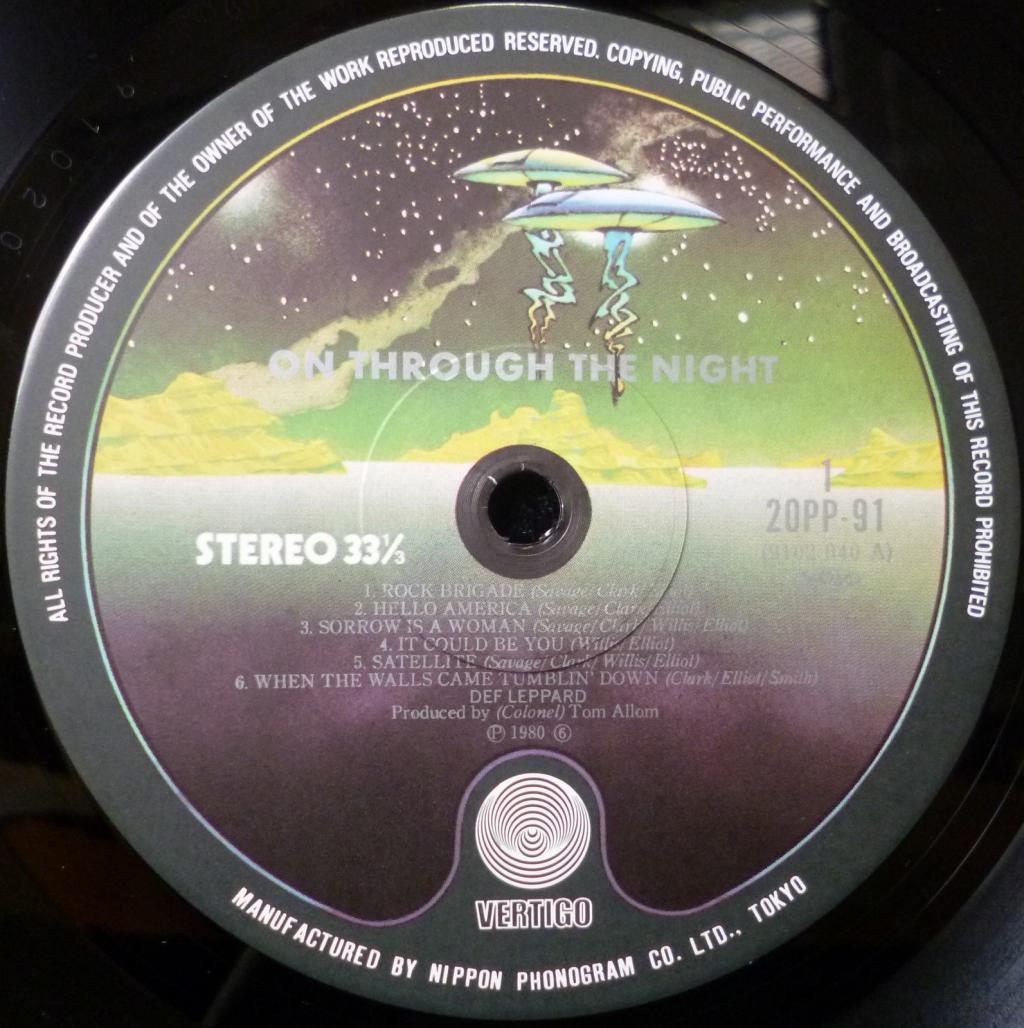 ALL RIGHTS OF THE RECORD PRODUCER AND OF THE OWNER OF THE WORK REPRODUCED RESERVED. COPYING, PUBLIC PERFORMANCE AND BROADCASTING OF THIS RECORD PROHIBITED
ON THROUGH THE NIGHT
1
20PP-91
(9102 040 A)
STEREO 33⅓
1. ROCK BRIGADE (Savage/Clark/Elliot)
2. HELLO AMERICA (Savage/Clark/Elliot)
3. SORROW IS A WOMAN (Savage/Clark/Willis/Elliot)
4. IT COULD BE YOU (Willis/Elliot)
5. SATELLITE (Savage/Clark/Willis/Elliot)
6. WHEN THE WALLS CAME TUMBLIN' DOWN (Clark/Elliot/Smith)
DEF LEPPARD
Produced by (Colonel) Tom Allom
Ⓟ 1980 ⑥
VERTIGO
MANUFACTURED BY NIPPON PHONOGRAM CO. LTD., TOKYO